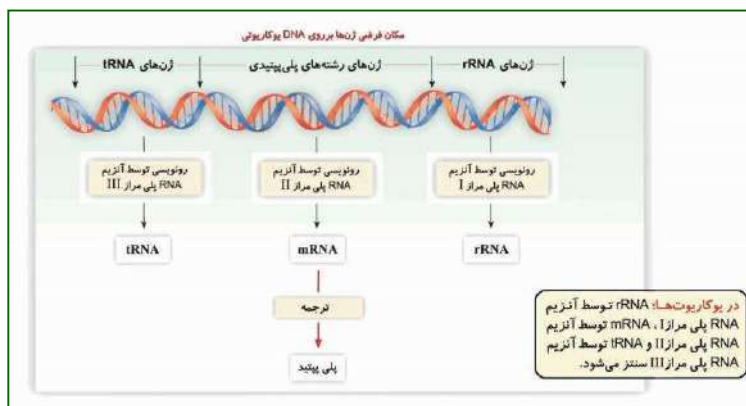 مکان فرضی ژن‌ها برروی DNA یوکاریوتی
ژن‌های rRNA
ژن‌های رشته‌های پلی‌پپتیدی
ژن‌های tRNA
رونویسی توسط آنزیم
RNA پلی مراز I
رونویسی توسط آنزیم
RNA پلی مراز II
رونویسی توسط آنزیم
RNA پلی مراز III
rRNA
mRNA
tRNA
ترجمه
پلی پپتید
در یوکاریوت‌ها: rRNA توسط آنزیم
RNA پلی مرازI ، mRNA توسط آنزیم
RNA پلی مرازII و tRNA توسط آنزیم
RNA پلی مرازIII سنتز می‌شود.